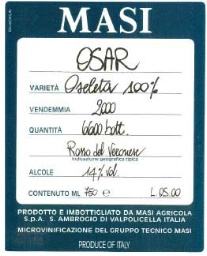 MASI
OSAR
VARIETÀ Oseleta 100%
VENDEMMIA 2000
QUANTITÀ 6600 bott.
Rosso del Veronese
Indicazione geografica tipica
ALCOLE 14% vol.
CONTENUTO ML 750 e L 05.00
PRODOTTO E IMBOTTIGLIATO DA MASI AGRICOLA
S.p.A. S. AMBROGIO DI VALPOLICELLA ITALIA
MICROVINIFICAZIONE DEL GRUPPO TECNICO MASI
PRODUCE OF ITALY